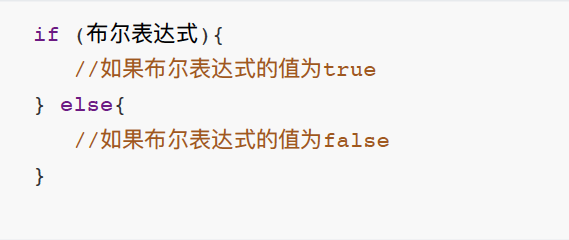 if (布尔表达式){
//如果布尔表达式的值为true
} else{
//如果布尔表达式的值为false
}